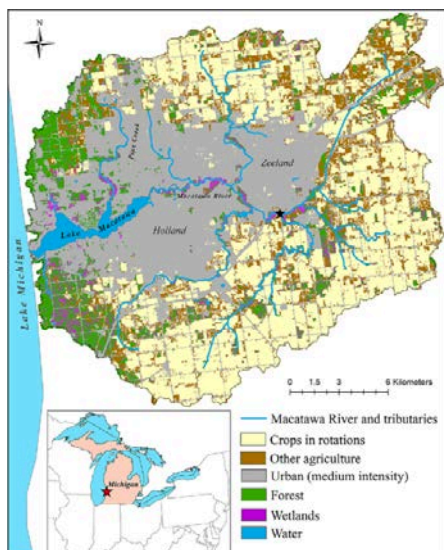 N
Pine Creek
Zeeland
Macatawa River
Lake Macatawa
Holland
Lake Michigan
0 1.5 3 6 Kilometers
Michigan
Macatawa River and tributaries
Crops in rotations
Other agriculture
Urban (medium intensity)
Forest
Wetlands
Water